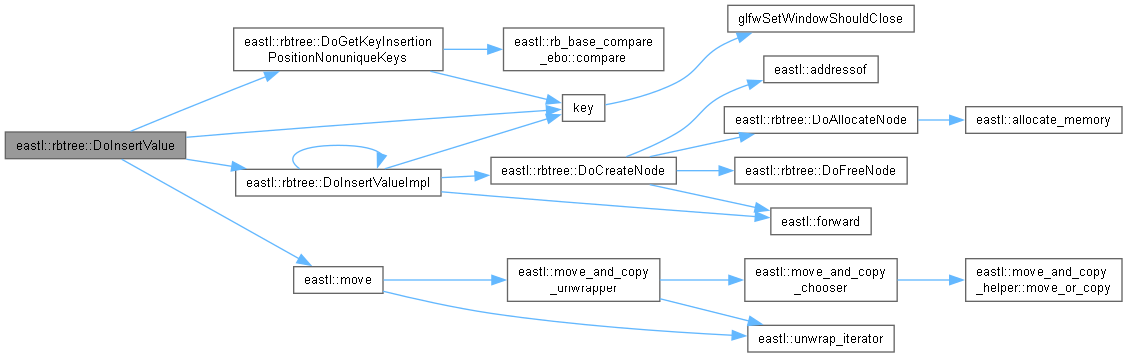 eastl::rbtree::DoInsertValue
eastl::rbtree::DoGetKeyInsertion
PositionNonuniqueKeys
eastl::rb_base_compare
_ebo::compare
key
glfwSetWindowShouldClose
eastl::rbtree::DoInsertValueImpl
eastl::rbtree::DoCreateNode
eastl::addressof
eastl::rbtree::DoAllocateNode
eastl::allocate_memory
eastl::rbtree::DoFreeNode
eastl::forward
eastl::move
eastl::move_and_copy
_unwrapper
eastl::move_and_copy
_chooser
eastl::move_and_copy
_helper::move_or_copy
eastl::unwrap_iterator